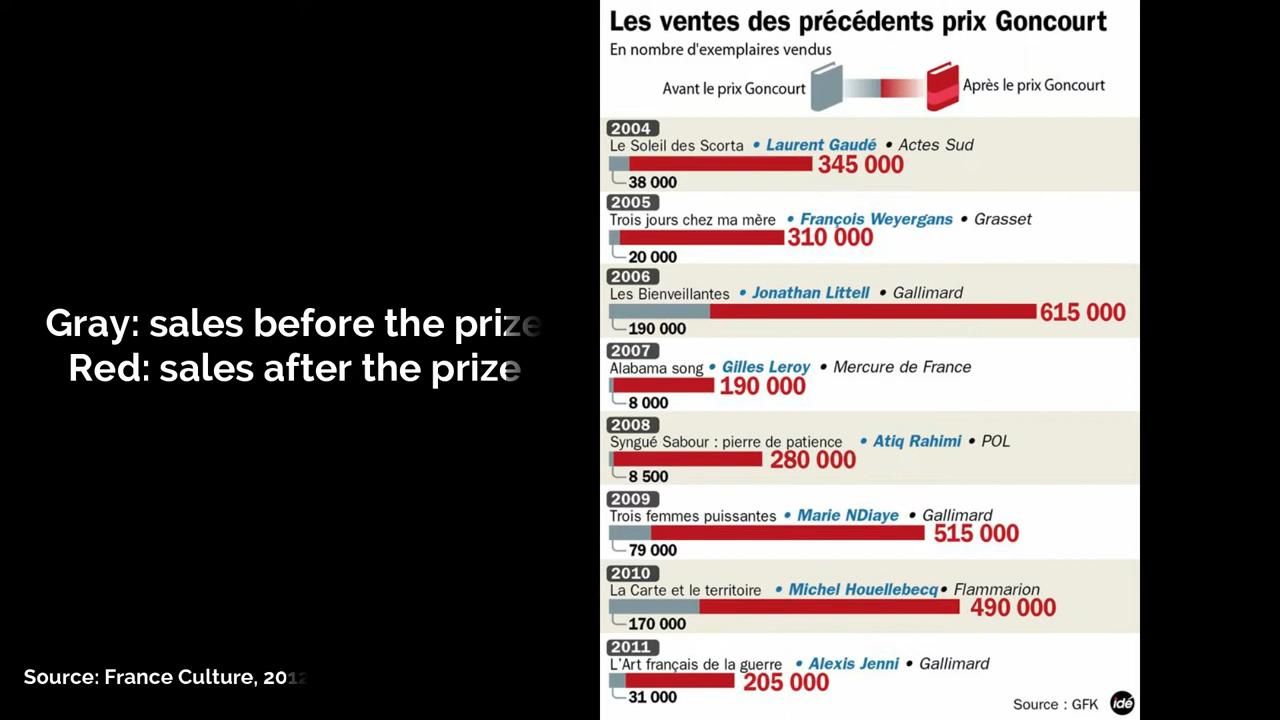 Gray: sales before the prize
Red: sales after the prize
Source: France Culture, 2012
Les ventes des précédents prix Goncourt
En nombre d'exemplaires vendus
Avant le prix Goncourt
Après le prix Goncourt
2004
Le Soleil des Scorta • Laurent Gaudé • Actes Sud
345 000
38 000
2005
Trois jours chez ma mère • François Weyergans • Grasset
310 000
20 000
2006
Les Bienveillantes • Jonathan Littell • Gallimard
615 000
190 000
2007
Alabama song • Gilles Leroy • Mercure de France
190 000
8 000
2008
Syngué Sabour : pierre de patience • Atiq Rahimi • POL
280 000
8 500
2009
Trois femmes puissantes • Marie NDiaye • Gallimard
515 000
79 000
2010
La Carte et le territoire • Michel Houellebecq • Flammarion
490 000
170 000
2011
L'Art français de la guerre • Alexis Jenni • Gallimard
205 000
31 000
Source : GFK
idé